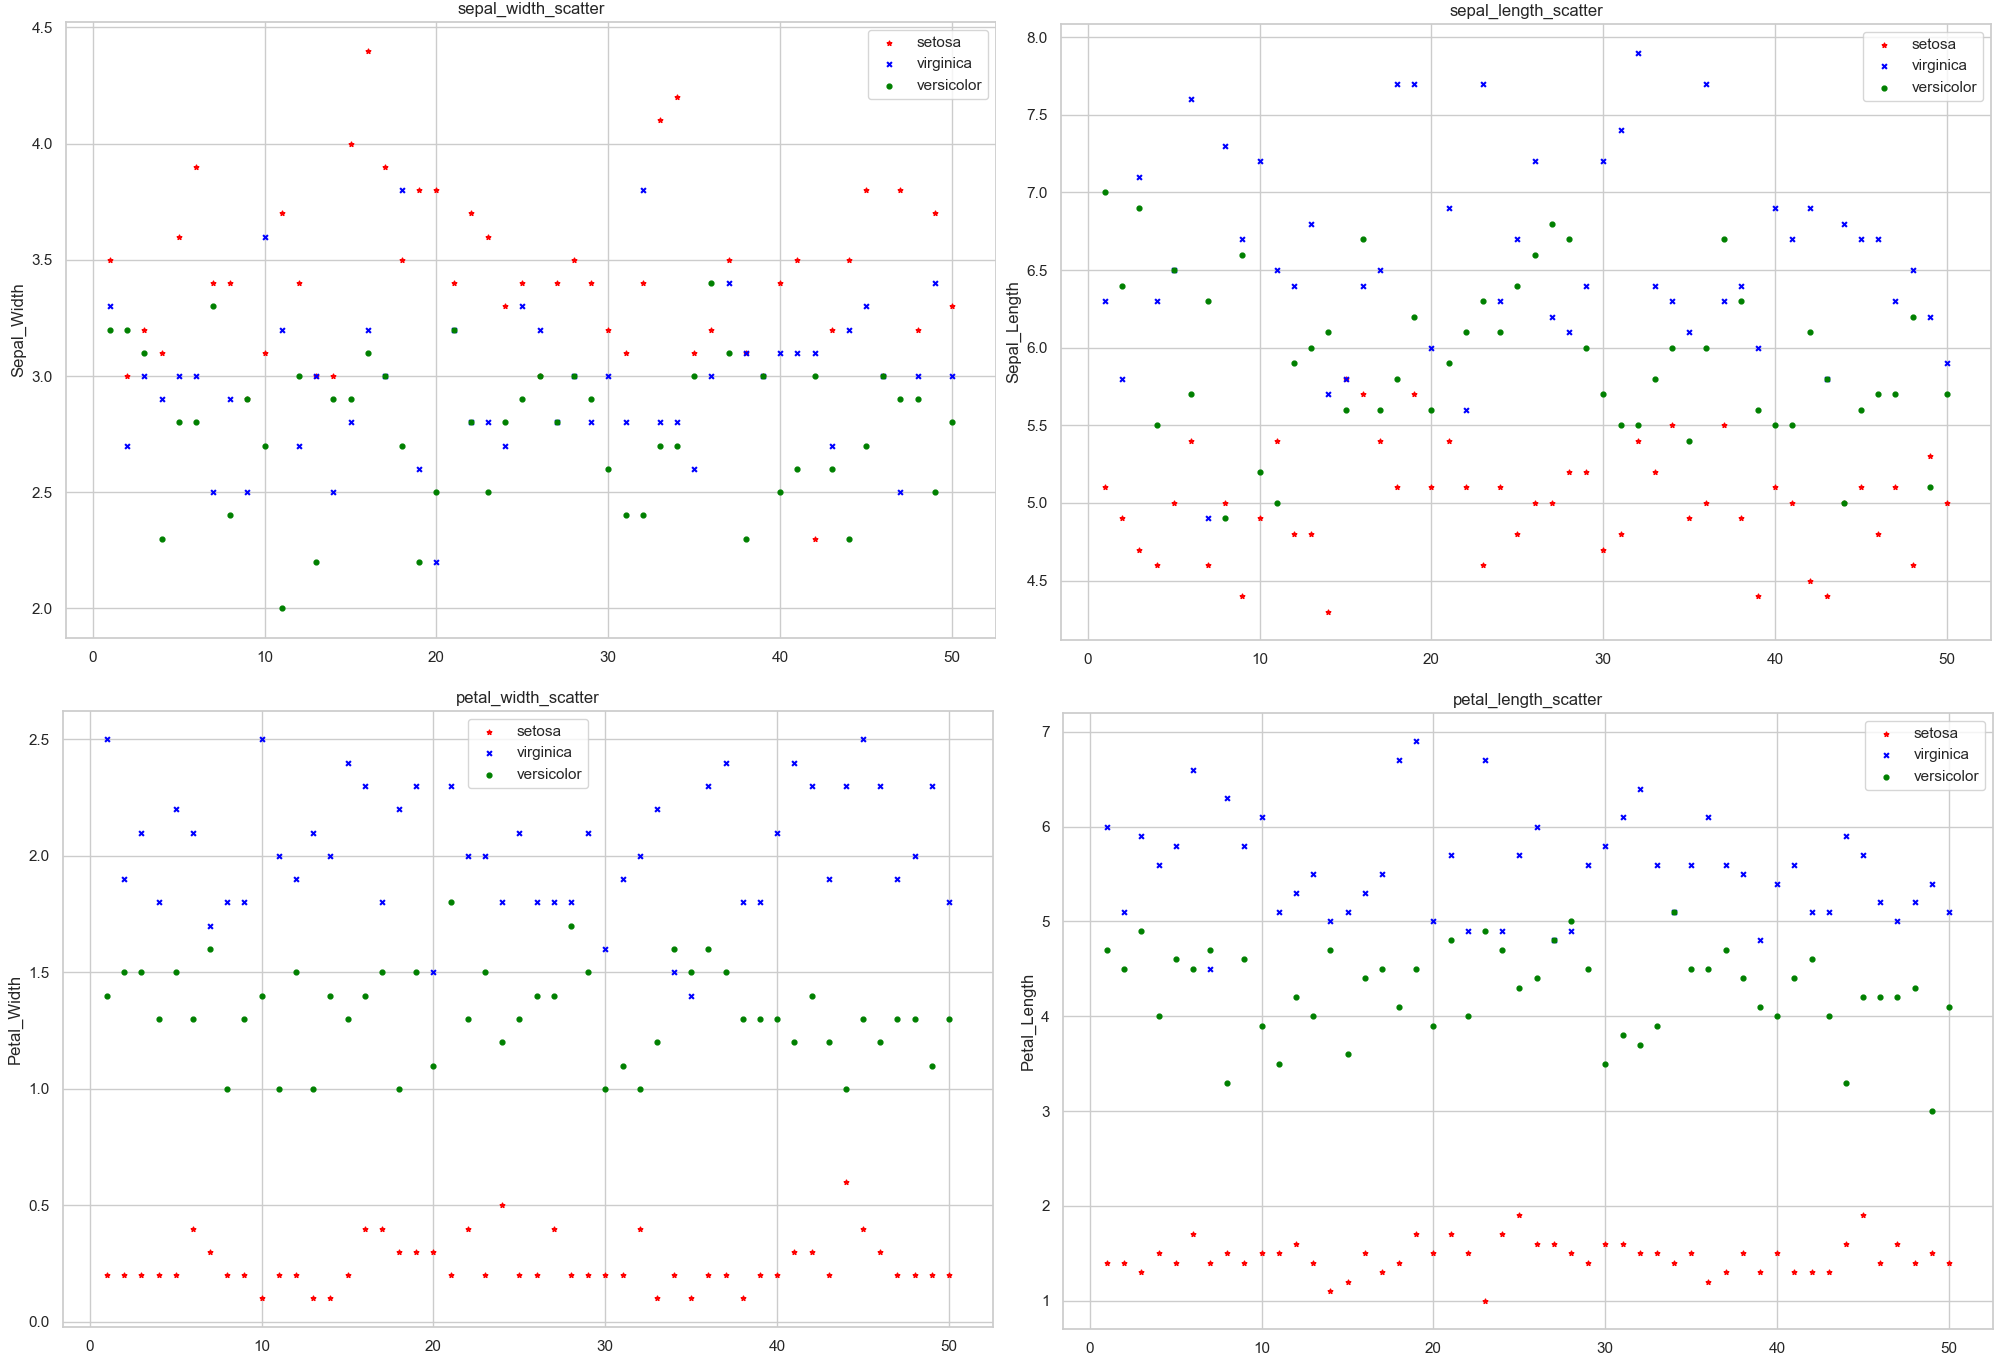 sepal_width_scatter
4.5
4.0
3.5
3.0
2.5
2.0
Sepal_Width
setosa
virginica
versicolor
0 10 20 30 40 50
sepal_length_scatter
8.0
7.5
7.0
6.5
6.0
5.5
5.0
4.5
Sepal_Length
setosa
virginica
versicolor
0 10 20 30 40 50
petal_width_scatter
2.5
2.0
1.5
1.0
0.5
0.0
Petal_Width
setosa
virginica
versicolor
0 10 20 30 40 50
petal_length_scatter
7
6
5
4
3
2
1
Petal_Length
setosa
virginica
versicolor
0 10 20 30 40 50